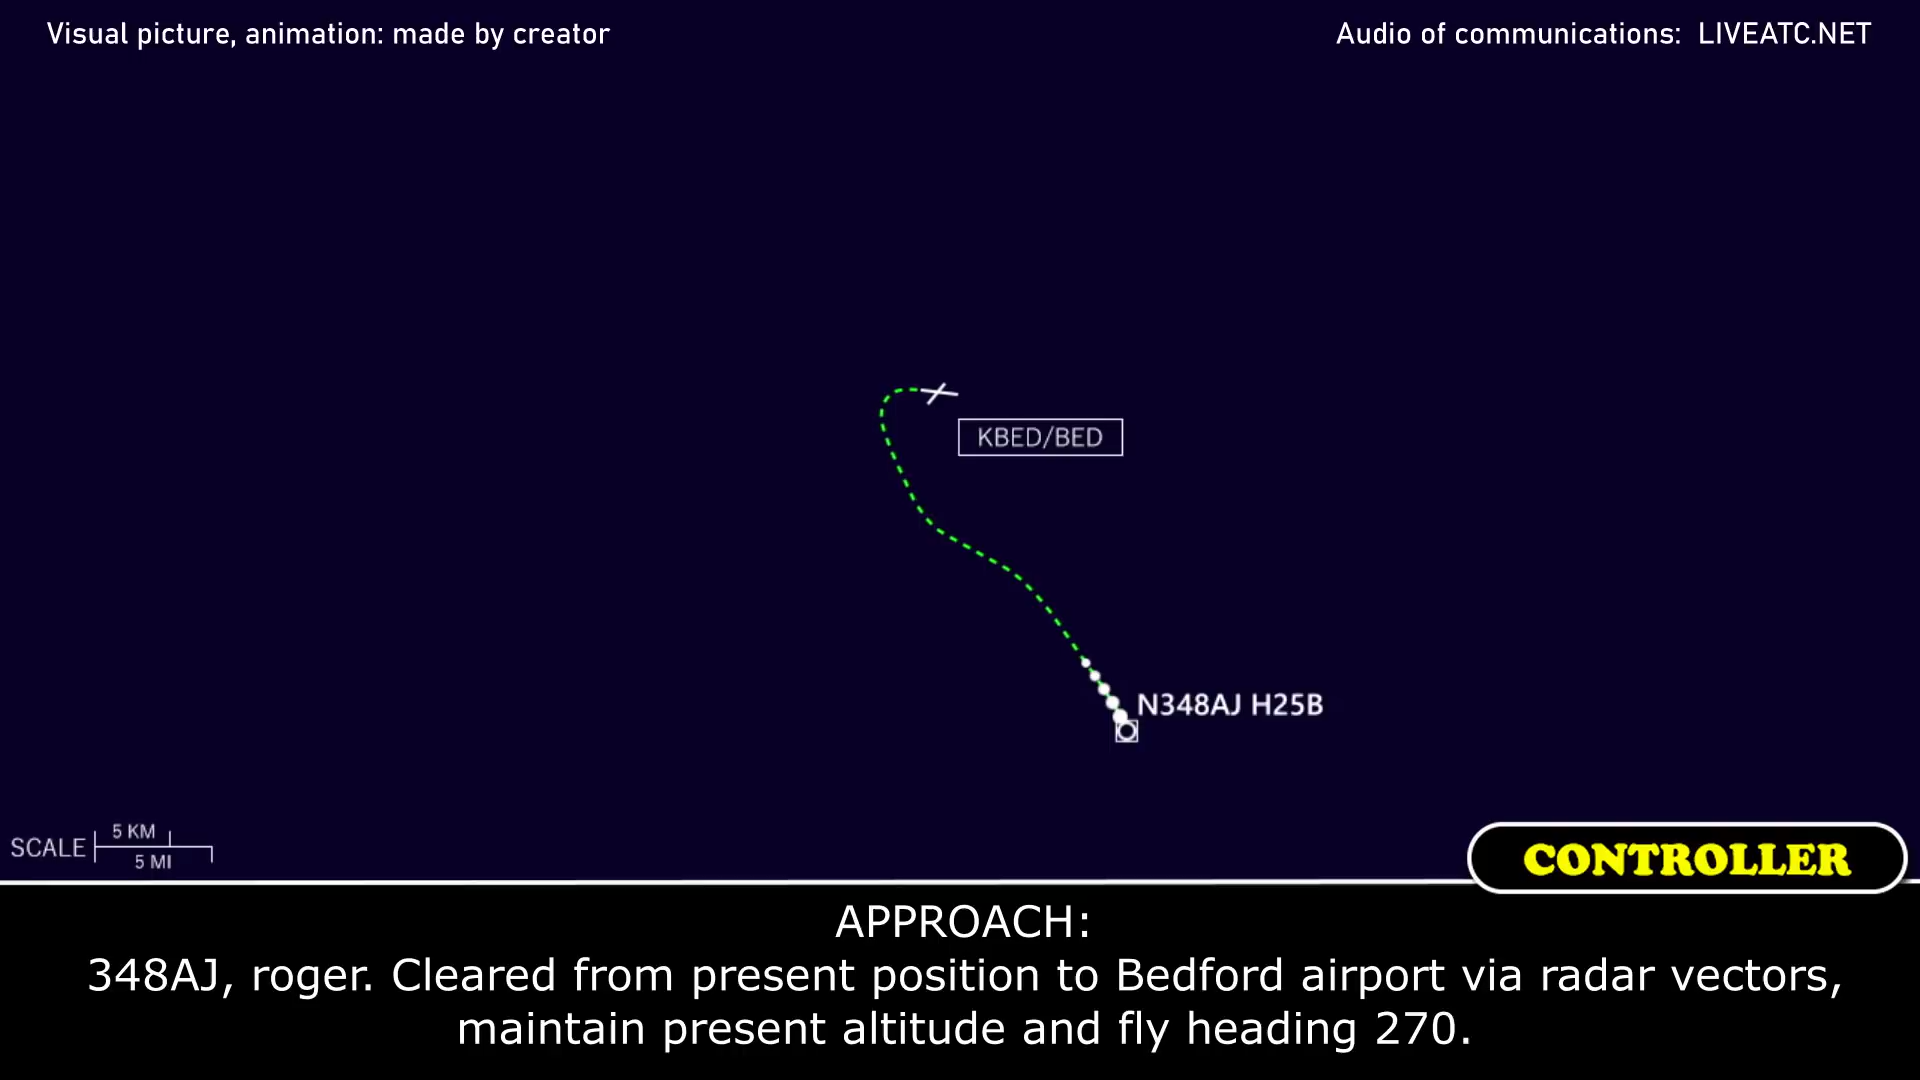 Visual picture, animation: made by creator
Audio of communications: LIVEATC.NET
KBED/BED
N348AJ H25B
5 KM
SCALE
5 MI
CONTROLLER
APPROACH:
348AJ, roger. Cleared from present position to Bedford airport via radar vectors,
maintain present altitude and fly heading 270.